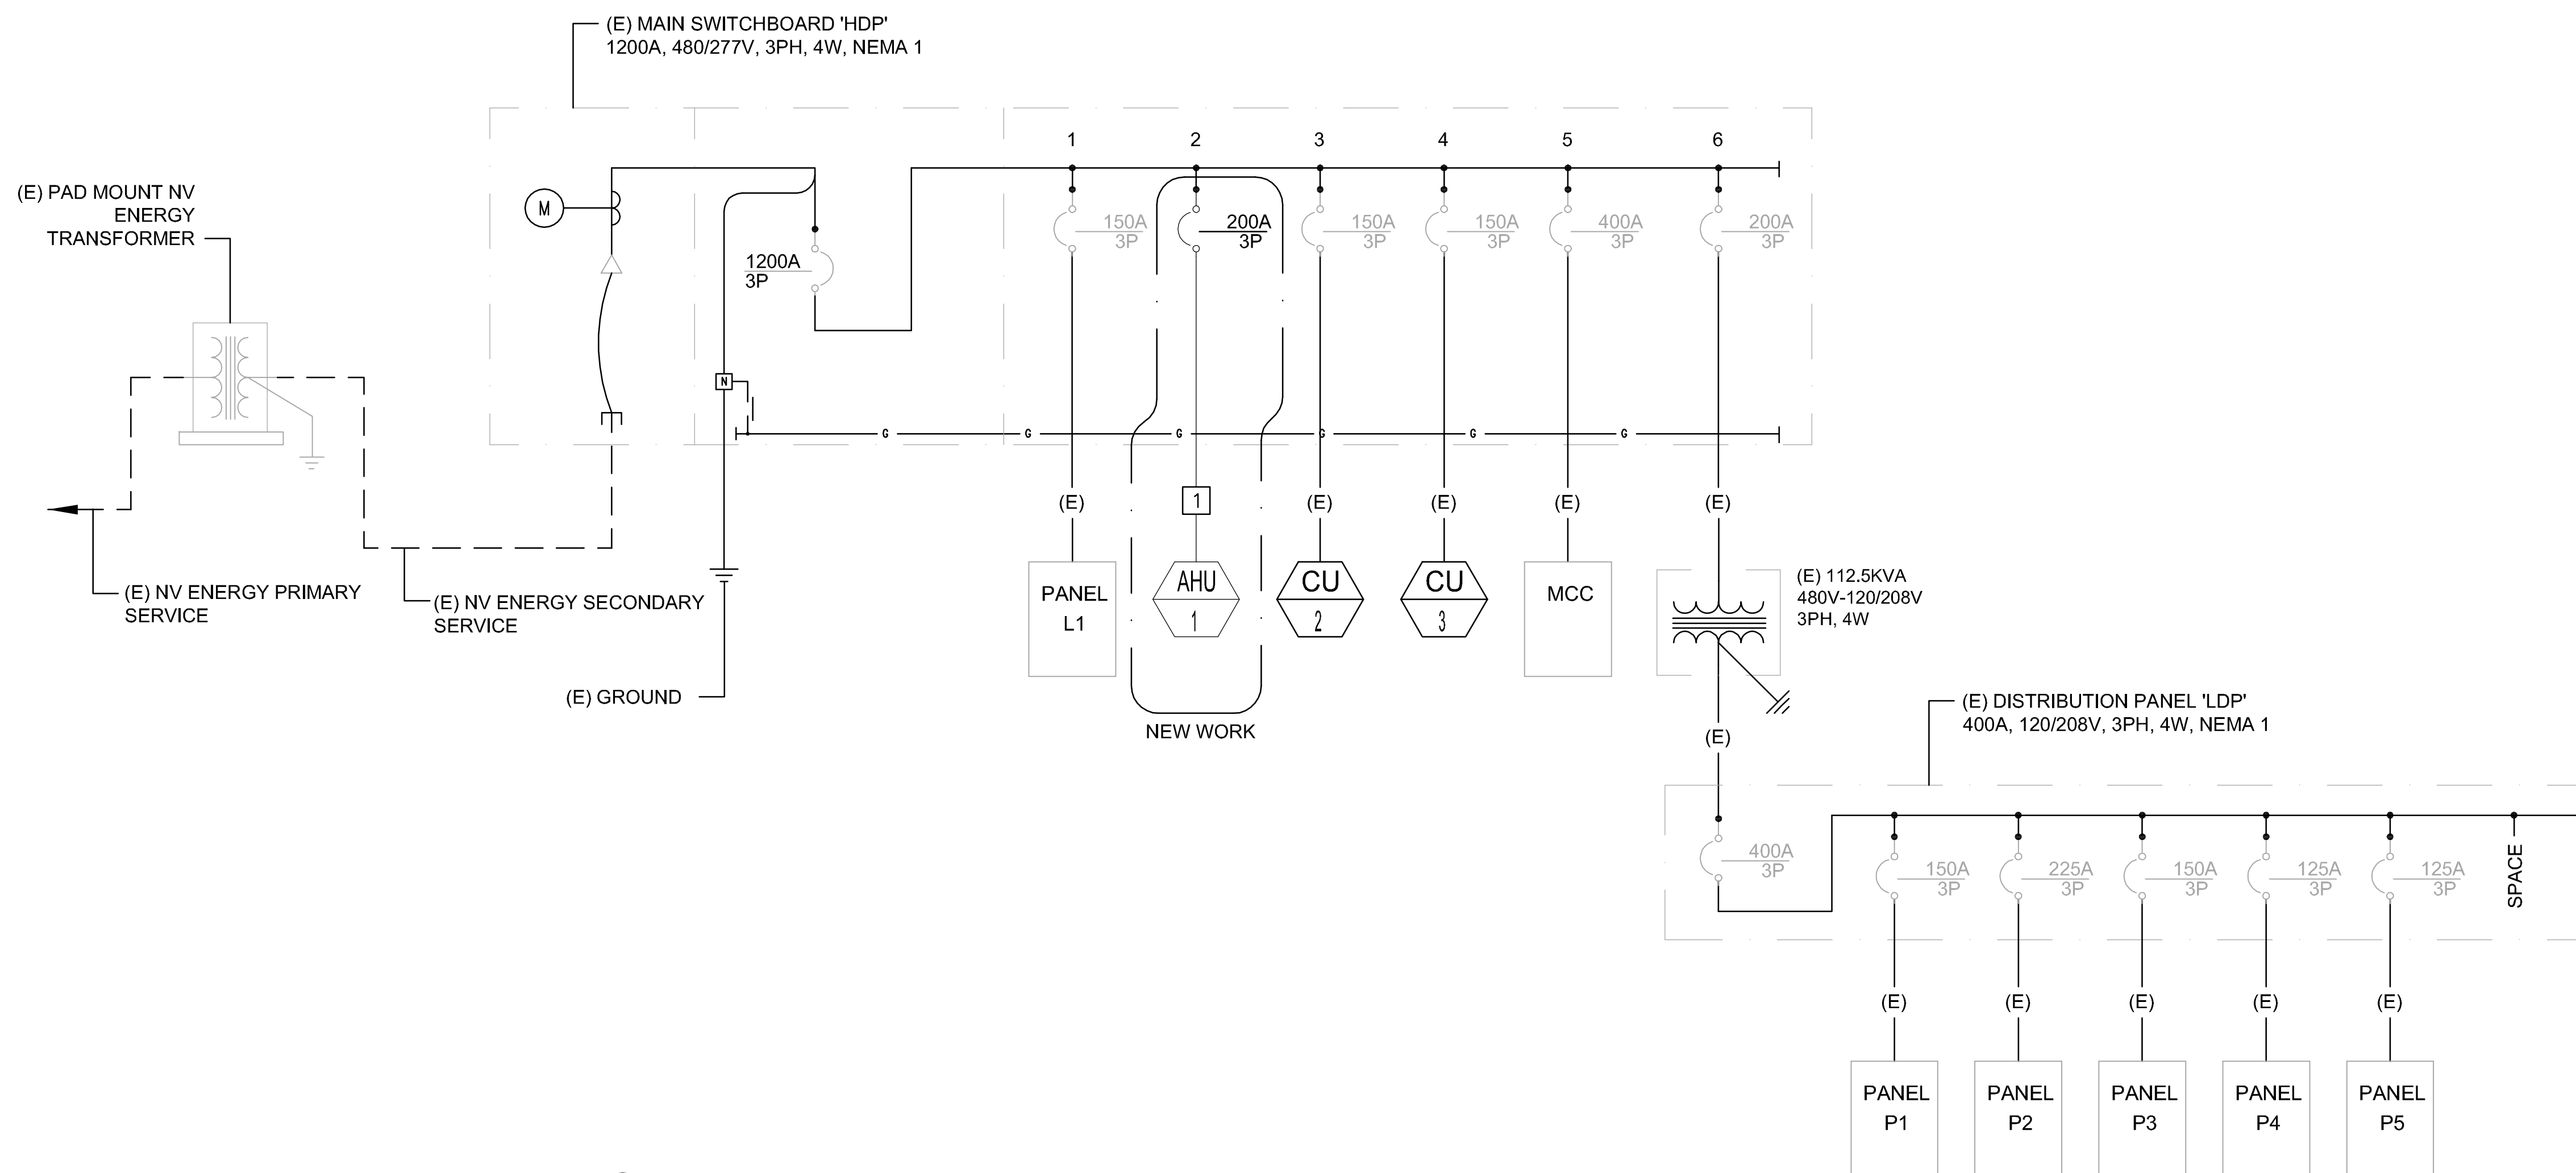 (E) MAIN SWITCHBOARD 'HDP'
1200A, 480/277V, 3PH, 4W, NEMA 1
(E) PAD MOUNT NV
ENERGY
TRANSFORMER
M
1200A
3P
N
1
2
3
4
5
6
150A
3P
200A
3P
150A
3P
150A
3P
400A
3P
200A
3P
G
G
G
G
G
G
(E)
1
(E)
(E)
(E)
(E)
(E) NV ENERGY PRIMARY
SERVICE
(E) NV ENERGY SECONDARY
SERVICE
(E) GROUND
PANEL
L1
AHU
1
CU
2
CU
3
MCC
(E) 112.5KVA
480V-120/208V
3PH, 4W
NEW WORK
(E)
(E) DISTRIBUTION PANEL 'LDP'
400A, 120/208V, 3PH, 4W, NEMA 1
400A
3P
150A
3P
225A
3P
150A
3P
125A
3P
125A
3P
SPACE
(E)
(E)
(E)
(E)
(E)
PANEL
P1
PANEL
P2
PANEL
P3
PANEL
P4
PANEL
P5